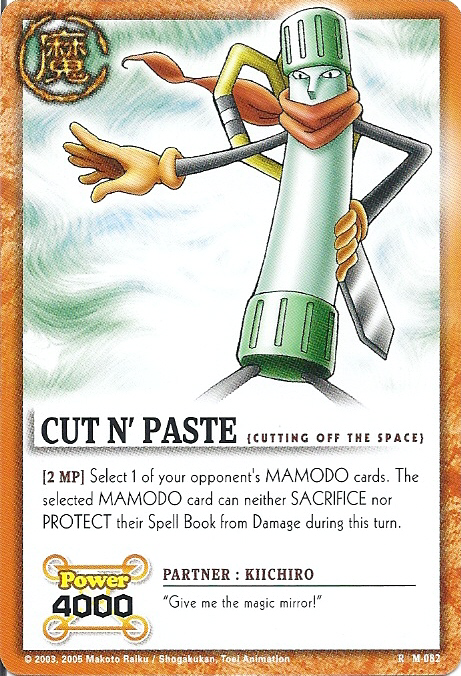 魔
CUT N' PASTE {CUTTING OFF THE SPACE}
[2 MP] Select 1 of your opponent's MAMODO cards. The
selected MAMODO card can neither SACRIFICE nor
PROTECT their Spell Book from Damage during this turn.
Power
4000
PARTNER : KIICHIRO
"Give me the magic mirror!"
© 2003, 2005 Makoto Raiku / Shogakukan, Toei Animation R M-082